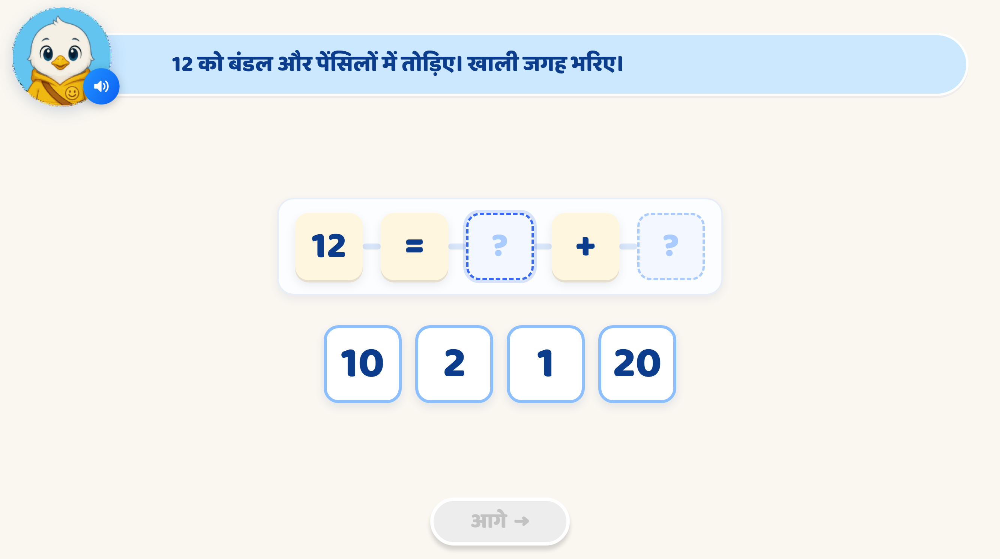 12 को बंडल और पेंसिलों में तोड़िए। खाली जगह भरिए।
12 = ? + ?
10 2 1 20
आगे →